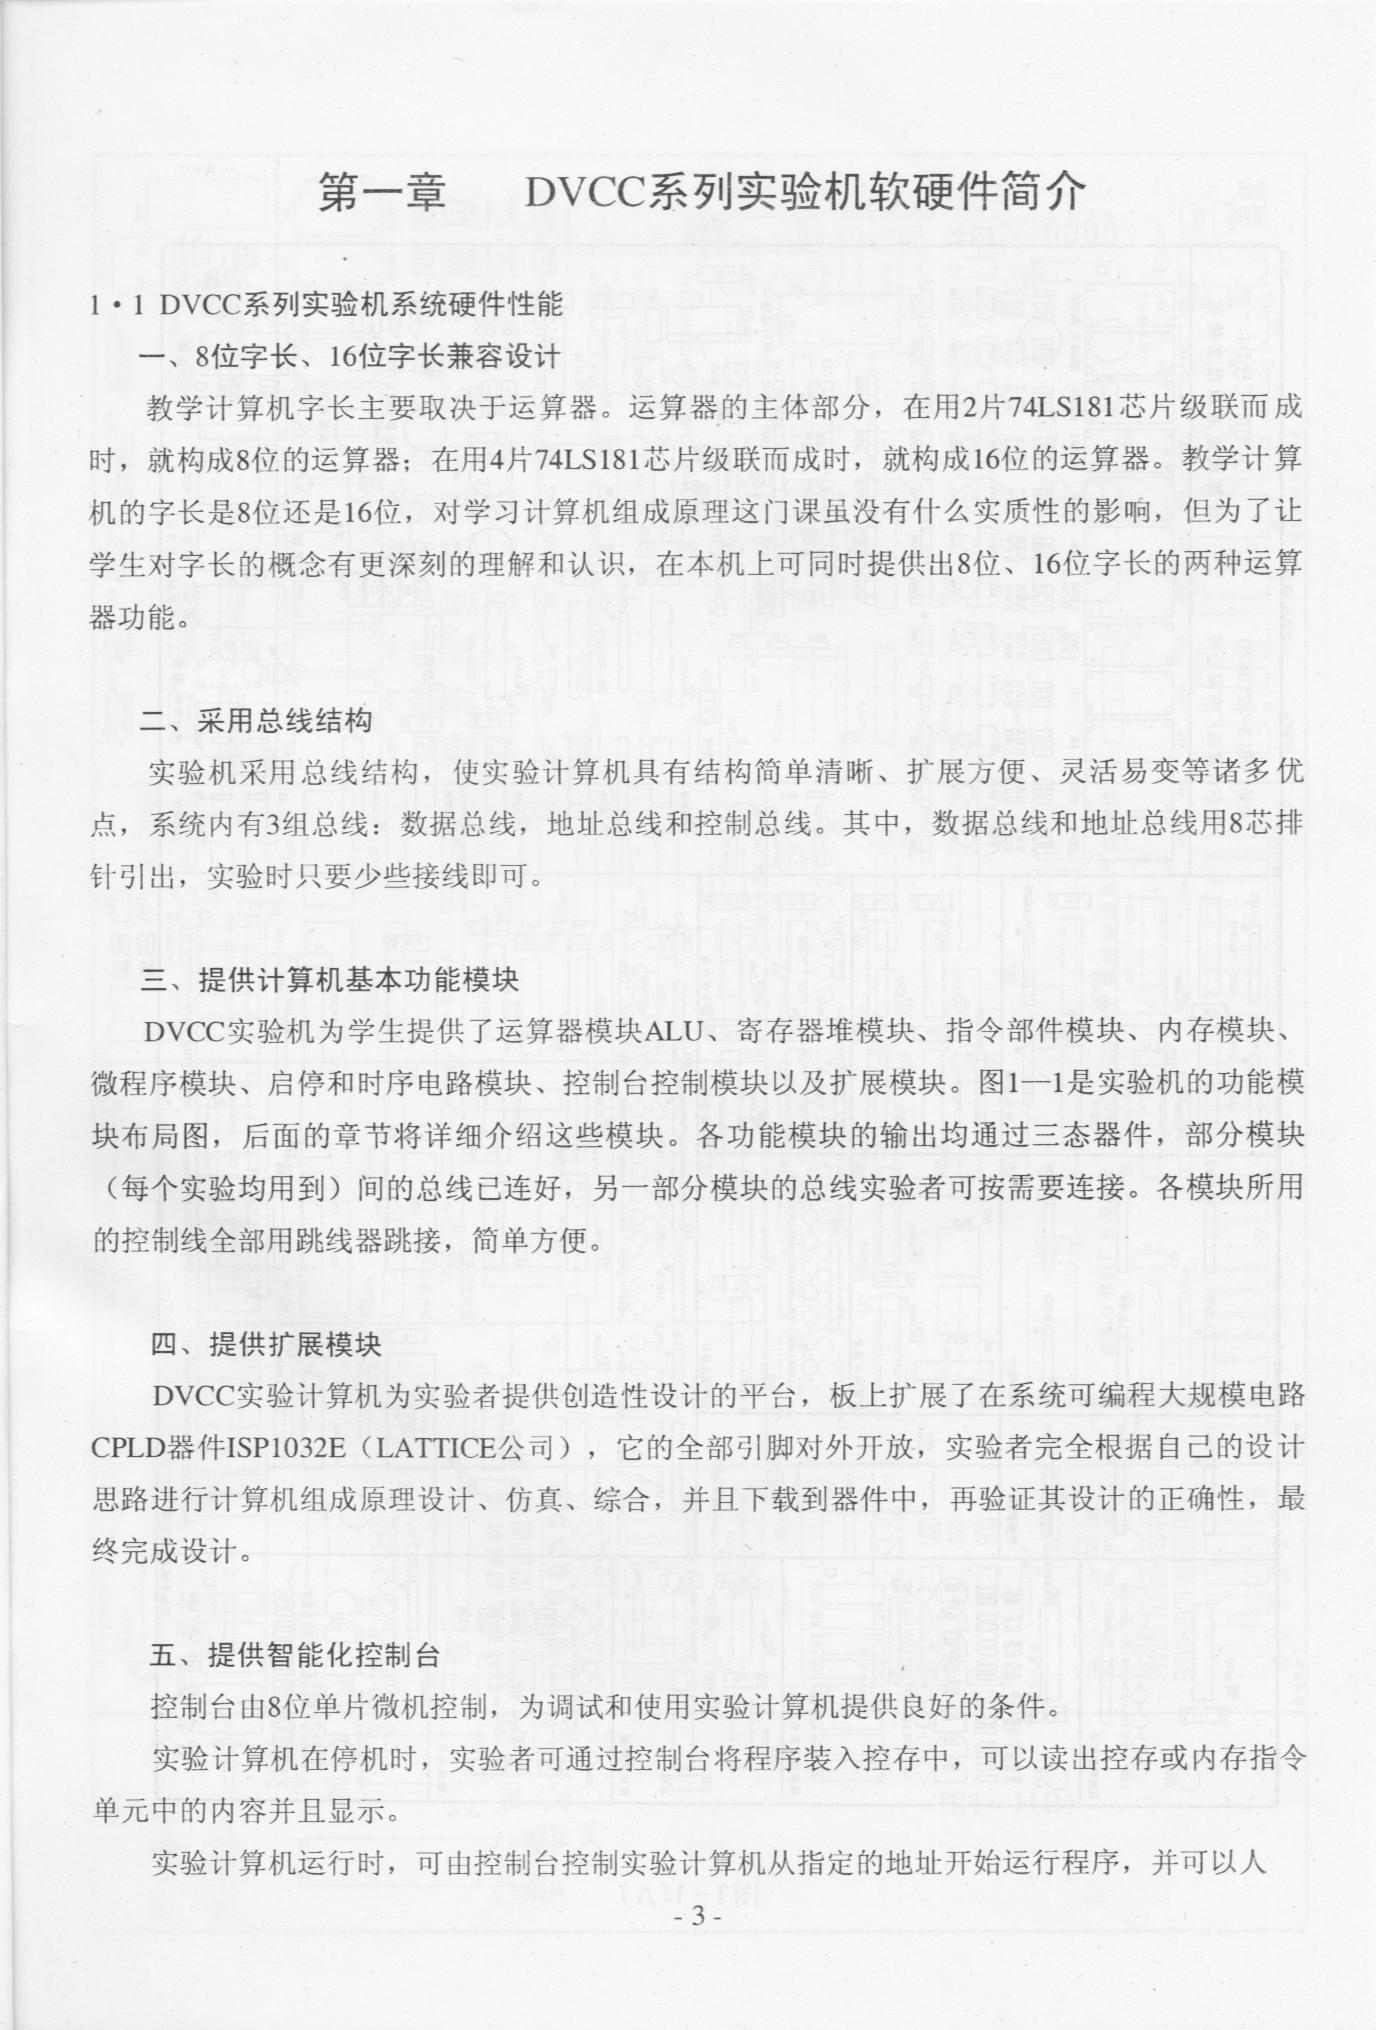 第一章 DVCC系列实验机软硬件简介
1·1 DVCC系列实验机系统硬件性能
一、8位字长、16位字长兼容设计
教学计算机字长主要取决于运算器。运算器的主体部分，在用2片74LS181芯片级联而成
时，就构成8位的运算器；在用4片74LS181芯片级联而成时，就构成16位的运算器。教学计算
机的字长是8位还是16位，对学习计算机组成原理这门课虽没有什么实质性的影响，但为了让
学生对字长的概念有更深刻的理解和认识，在本机上可同时提供出8位、16位字长的两种运算
器功能。
二、采用总线结构
实验机采用总线结构，使实验计算机具有结构简单清晰、扩展方便、灵活易变等诸多优
点，系统内有3组总线：数据总线，地址总线和控制总线。其中，数据总线和地址总线用8芯排
针引出，实验时只要少些接线即可。
三、提供计算机基本功能模块
DVCC实验机为学生提供了运算器模块ALU、寄存器堆模块、指令部件模块、内存模块、
微程序模块、启停和时序电路模块、控制台控制模块以及扩展模块。图1—1是实验机的功能模
块布局图，后面的章节将详细介绍这些模块。各功能模块的输出均通过三态器件，部分模块
（每个实验均用到）间的总线已连好，另一部分模块的总线实验者可按需要连接。各模块所用
的控制线全部用跳线器跳接，简单方便。
四、提供扩展模块
DVCC实验计算机为实验者提供创造性设计的平台，板上扩展了在系统可编程大规模电路
CPLD器件ISP1032E（LATTICE公司），它的全部引脚对外开放，实验者完全根据自己的设计
思路进行计算机组成原理设计、仿真、综合，并且下载到器件中，再验证其设计的正确性，最
终完成设计。
五、提供智能化控制台
控制台由8位单片微机控制，为调试和使用实验计算机提供良好的条件。
实验计算机在停机时，实验者可通过控制台将程序装入控存中，可以读出控存或内存指令
单元中的内容并且显示。
实验计算机运行时，可由控制台控制实验计算机从指定的地址开始运行程序，并可以人
- 3 -